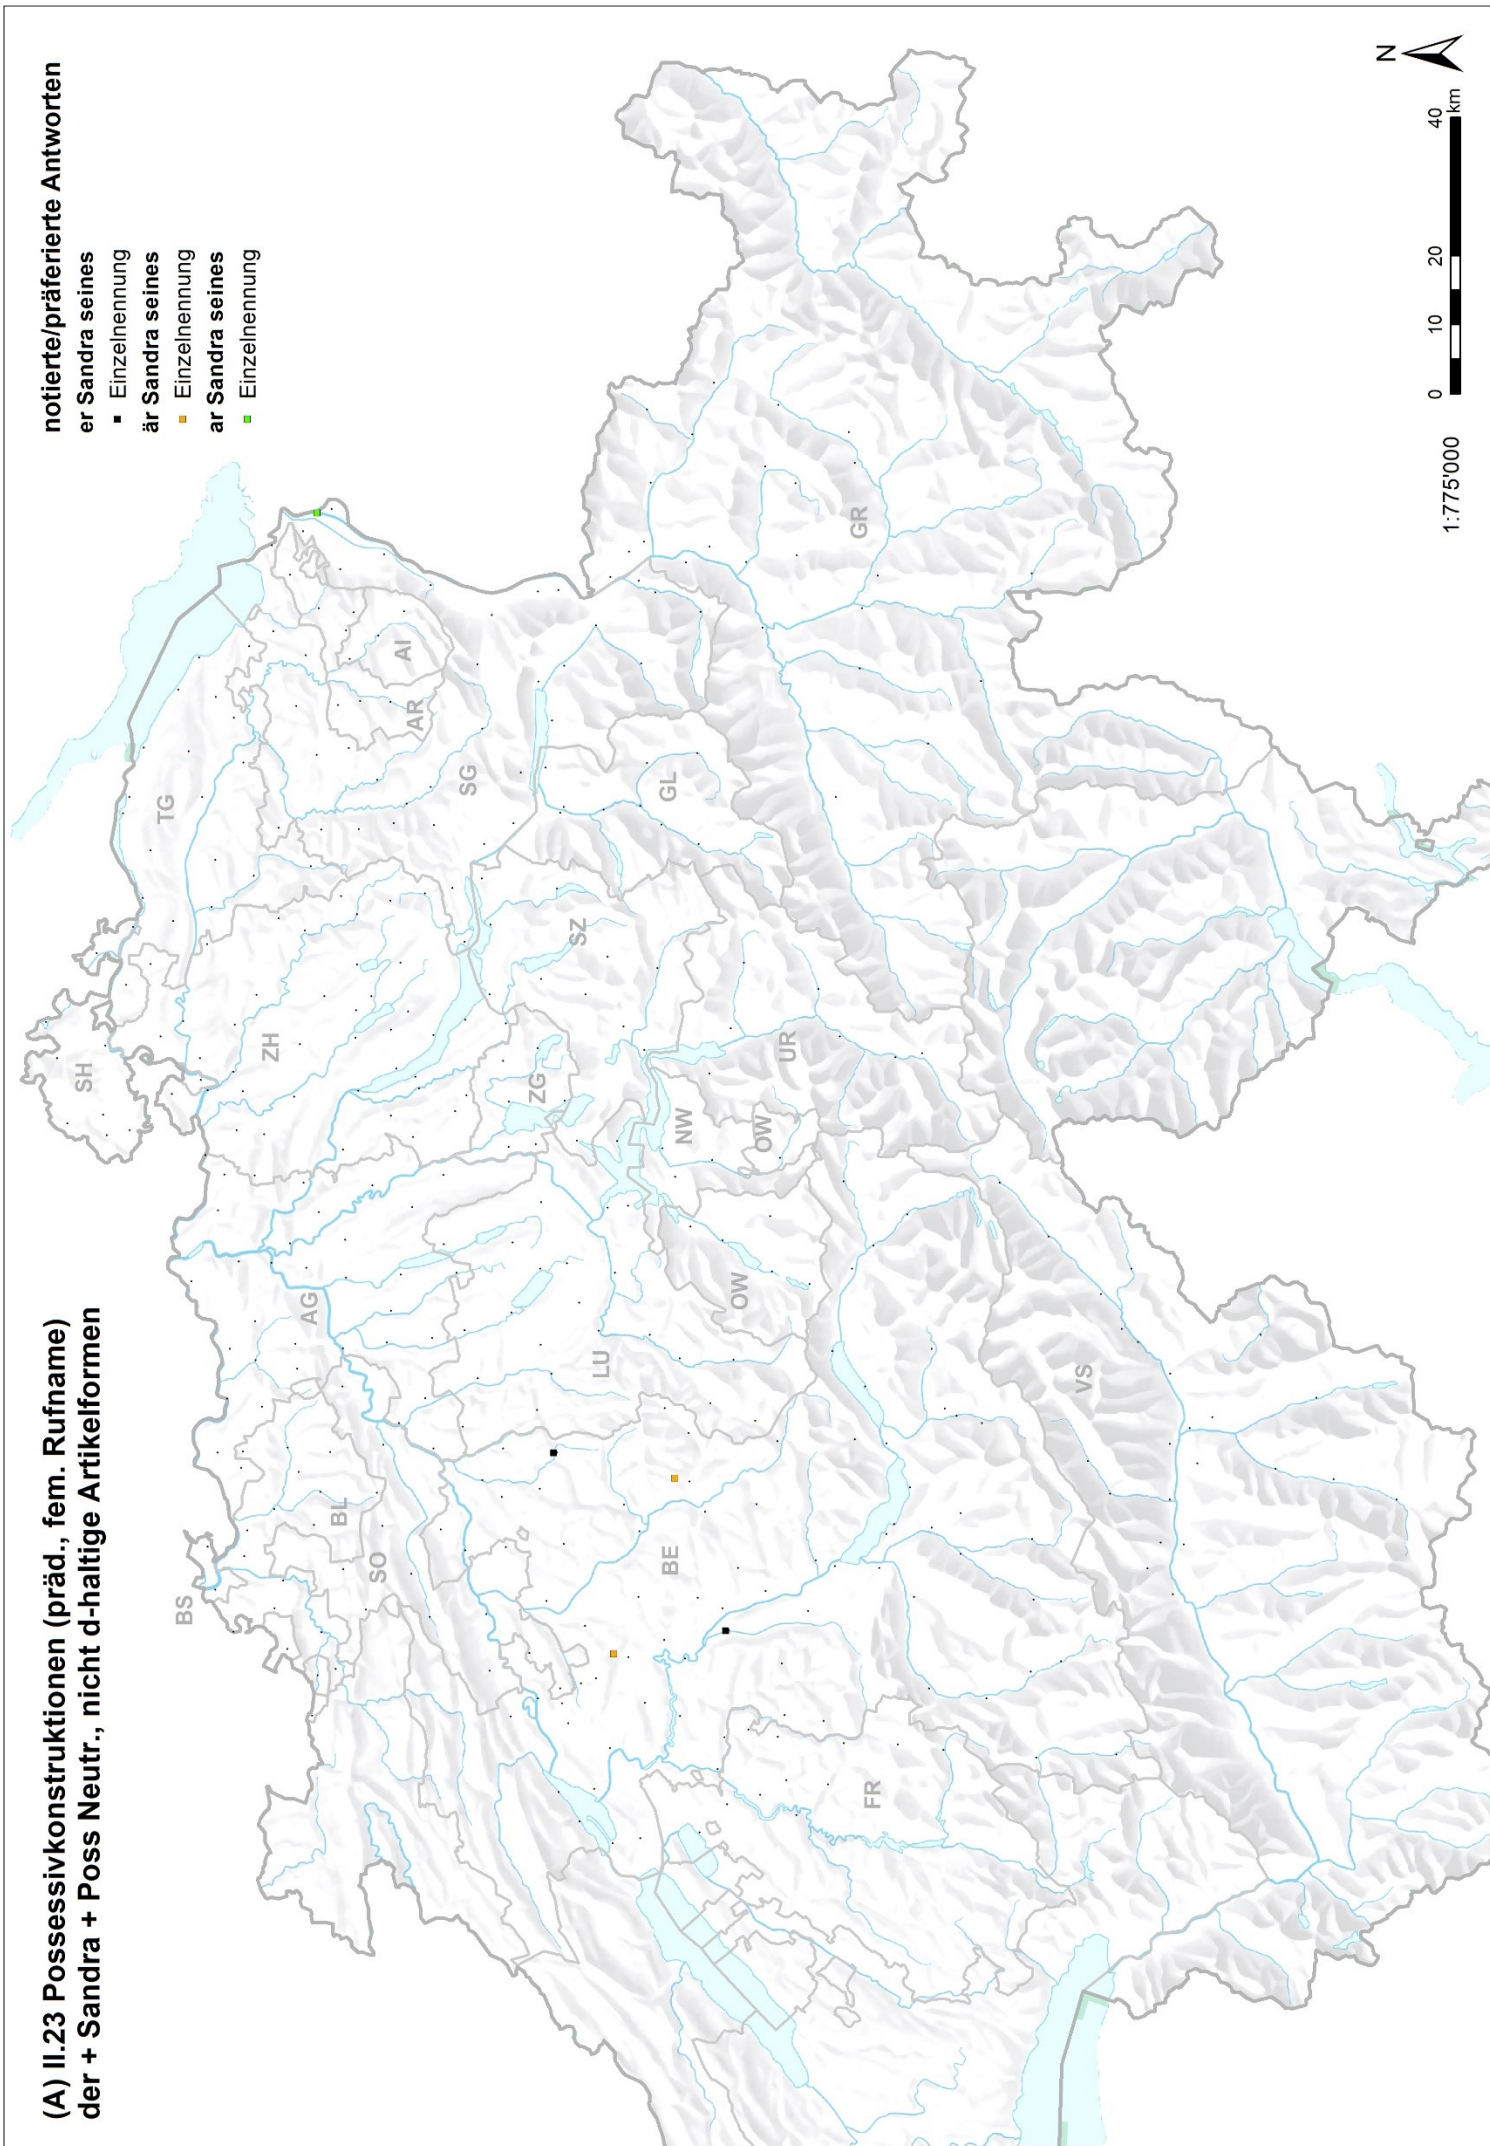 (A) II.23 Possessivkonstruktionen (präd., fem. Rufname)
der + Sandra + Poss Neutr., nicht d-haltige Artikelformen
notierte/präferierte Antworten
er Sandra seines
Einzelnennung
är Sandra seines
Einzelnennung
ar Sandra seines
Einzelnennung
BS
SH
TG
BL
AG
ZH
SO
AR
AI
SG
ZG
SZ
LU
GL
BE
NW
OW
OW
UR
FR
GR
VS
N
0
10
20
40
km
1:775'000